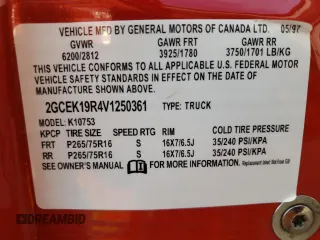 VEHICLE MFD BY GENERAL MOTORS OF CANADA LTD. 05/97
GVWR GAWR FRT GAWR RR
6200/2812 3925/1780 3750/1701 LB/KG
THIS VEHICLE CONFORMS TO ALL APPLICABLE U.S. FEDERAL MOTOR
VEHICLE SAFETY STANDARDS IN EFFECT ON THE DATE OF
MANUFACTURE SHOWN ABOVE.
2GCEK19R4V1250361 TYPE: TRUCK
MODEL: K10753
KCP TIRE SIZE SPEED RTG RIM COLD TIRE PRESSURE
FRT P265/75R16 S 16X7/6.5J 35/240 PSI/KPA
RR P265/75R16 S 16X7/6.5J 35/240 PSI/KPA
SEE OWNER'S MANUAL FOR MORE INFORMATION.
DREAMBID